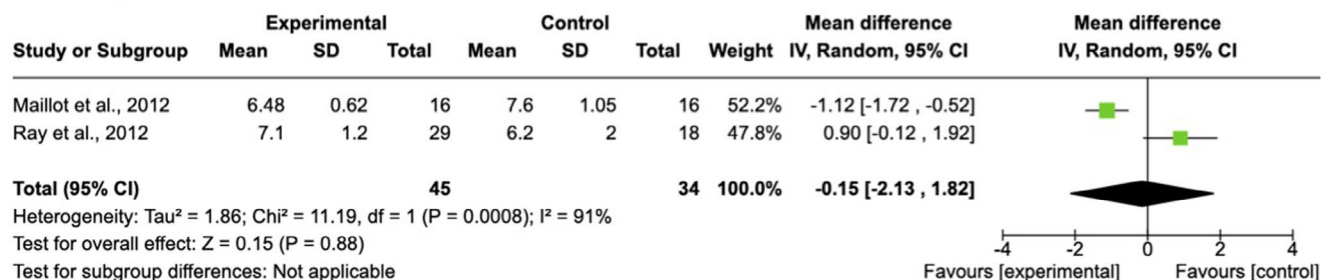 Experimental Control Mean difference Mean difference
Study or Subgroup Mean SD Total Mean SD Total Weight IV, Random, 95% CI IV, Random, 95% CI
Maillot et al., 2012 6.48 0.62 16 7.6 1.05 16 52.2% -1.12 [-1.72 , -0.52]
Ray et al., 2012 7.1 1.2 29 6.2 2 18 47.8% 0.90 [-0.12 , 1.92]
Total (95% CI) 45 34 100.0% -0.15 [-2.13 , 1.82]
Heterogeneity: Tau² = 1.86; Chi² = 11.19, df = 1 (P = 0.0008); I² = 91%
Test for overall effect: Z = 0.15 (P = 0.88)
-4 -2 0 2 4
Test for subgroup differences: Not applicable Favours [experimental] Favours [control]